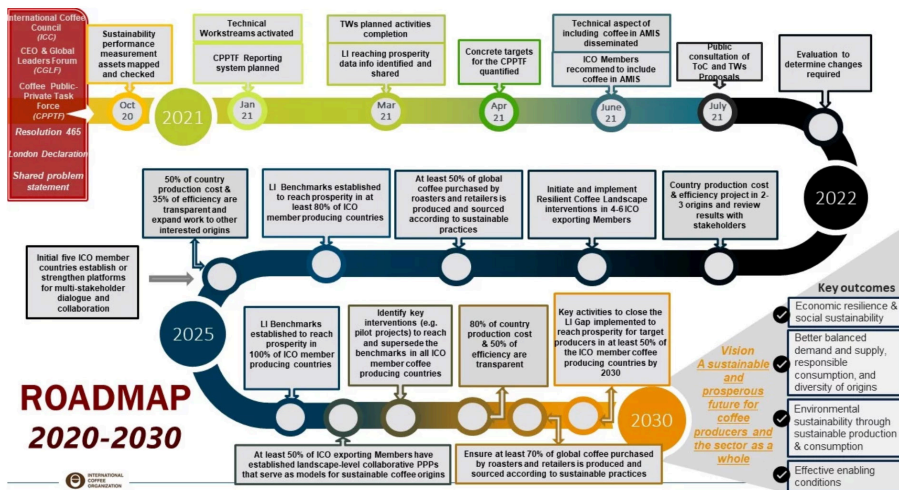 International Coffee
Council
(ICC)
CEO & Global
Leaders Forum
(CGLF)
Coffee Public-
Private Task
Force
(CPPTF)
Resolution 465
London Declaration
Shared problem
statement
Sustainability
performance
measurement
assets mapped
and checked
Oct
20
2021
Technical
Workstreams activated
CPPTF Reporting
system planned
Jan
21
TWs planned activities
completion
LI reaching prosperity
data info identified and
shared
Mar
21
Concrete targets
for the CPPTF
quantified
Apr
21
Technical aspect of
including coffee in AMIS
disseminated
ICO Members
recommend to include
coffee in AMIS
June
21
Public
consultation of
ToC and TWs
Proposals
July
21
Evaluation to
determine changes
required
2022
50% of country
production cost &
35% of efficiency are
transparent and
expand work to other
interested origins
LI Benchmarks established
to reach prosperity in at
least 80% of ICO
member producing
countries
At least 50% of global
coffee purchased by
roasters and retailers is
produced and sourced
according to sustainable
practices
Initiate and implement
Resilient Coffee Landscape
interventions in 4-6 ICO
exporting Members
Country production cost
& efficiency project in 2-
3 origins and review
results with
stakeholders
Initial five ICO member
countries establish or
strengthen platforms
for multi-stakeholder
dialogue and
collaboration
2025
LI Benchmarks
established to reach
prosperity in
100% of ICO member
producing countries
Identify key
interventions (e.g.
pilot projects) to reach
and supersede the
benchmarks in all ICO
member coffee
producing countries
80% of country
production cost
& 50% of
efficiency are
transparent
Key activities to close the
LI Gap implemented to
reach prosperity for target
producers in at least 50% of
the ICO member coffee
producing countries by
2030
2030
At least 50% of ICO exporting Members have
established landscape-level collaborative PPPs
that serve as models for sustainable coffee origins
Ensure at least 70% of global coffee purchased
by roasters and retailers is produced and
sourced according to sustainable practices
Vision
A sustainable
and
prosperous
future for
coffee
producers and
the sector as a
whole
Key outcomes
Economic resilience &
social sustainability
Better balanced
demand and supply,
responsible
consumption, and
diversity of origins
Environmental
sustainability through
sustainable production
& consumption
Effective enabling
conditions
ROADMAP
2020-2030
INTERNATIONAL
COFFEE
ORGANIZATION